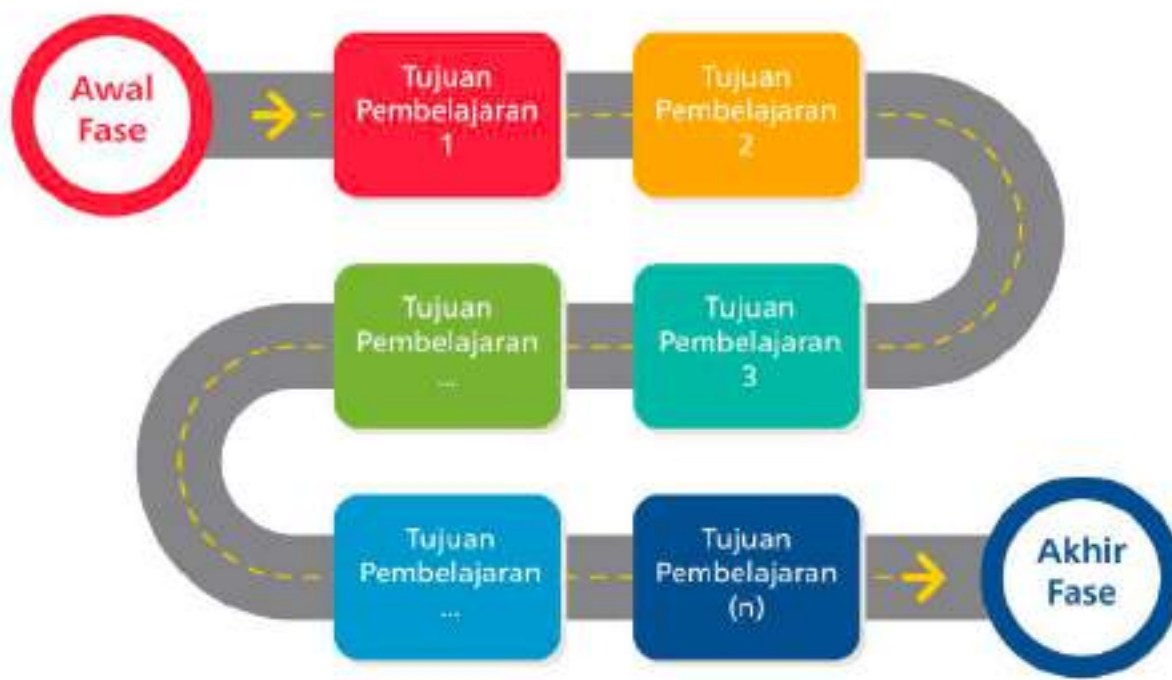 Awal
Fase
Tujuan
Pembelajaran
1
Tujuan
Pembelajaran
2
Tujuan
Pembelajaran
3
Tujuan
Pembelajaran
...
Tujuan
Pembelajaran
...
Tujuan
Pembelajaran
(n)
Akhir
Fase